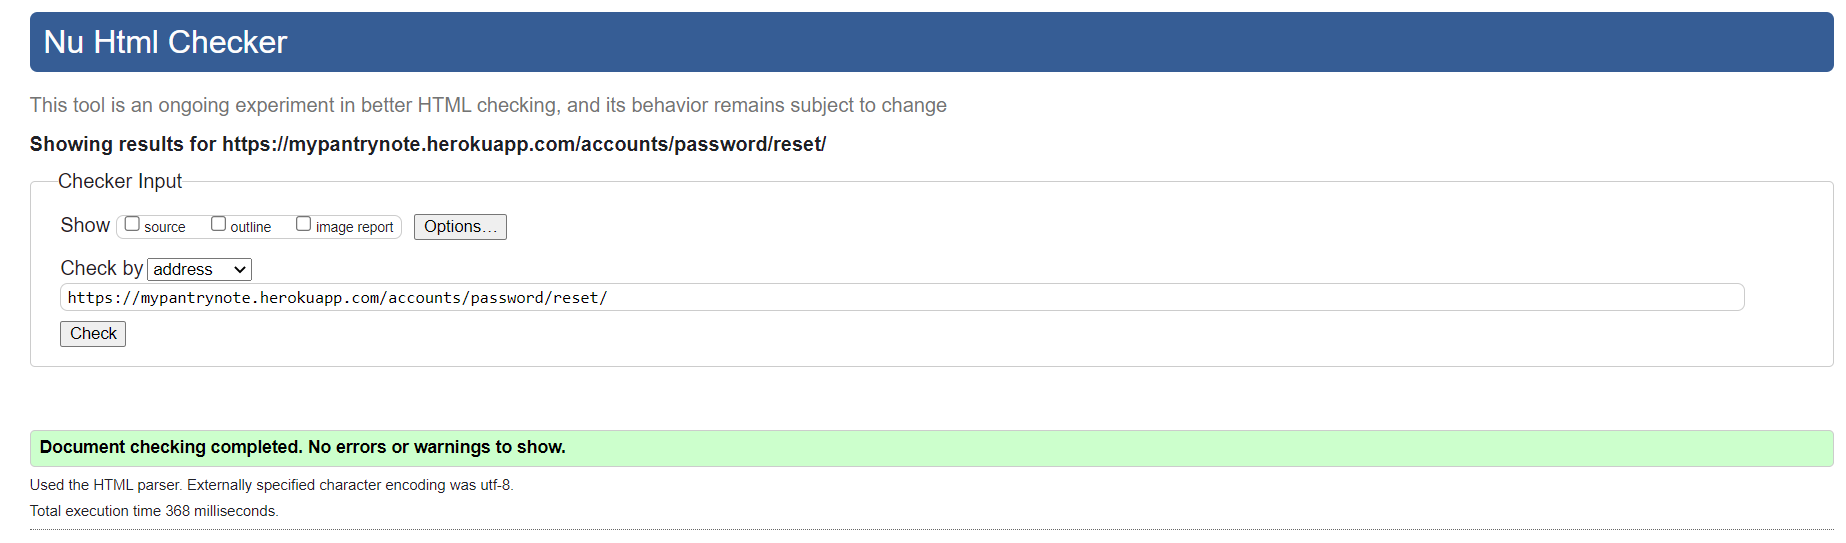 Nu Html Checker
This tool is an ongoing experiment in better HTML checking, and its behavior remains subject to change
Showing results for https://mypantrynote.herokuapp.com/accounts/password/reset/
Checker Input
Show source outline image report Options...
Check by address
https://mypantrynote.herokuapp.com/accounts/password/reset/
Check
Document checking completed. No errors or warnings to show.
Used the HTML parser. Externally specified character encoding was utf-8.
Total execution time 368 milliseconds.